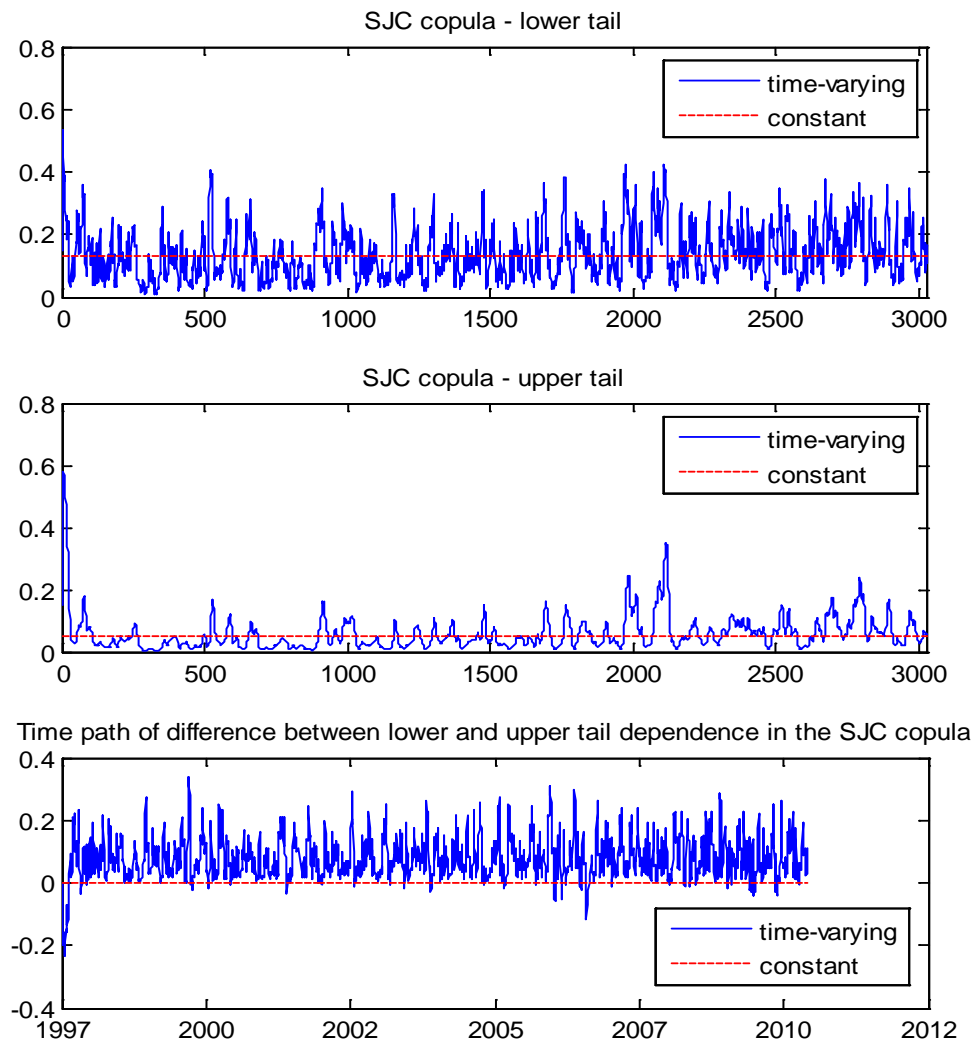 SJC copula - lower tail
0.8
0.6
0.4
0.2
0
time-varying
constant
0 500 1000 1500 2000 2500 3000
SJC copula - upper tail
0.8
0.6
0.4
0.2
0
time-varying
constant
0 500 1000 1500 2000 2500 3000
Time path of difference between lower and upper tail dependence in the SJC copula
0.4
0.2
0
-0.2
-0.4
time-varying
constant
1997 2000 2002 2005 2007 2010 2012